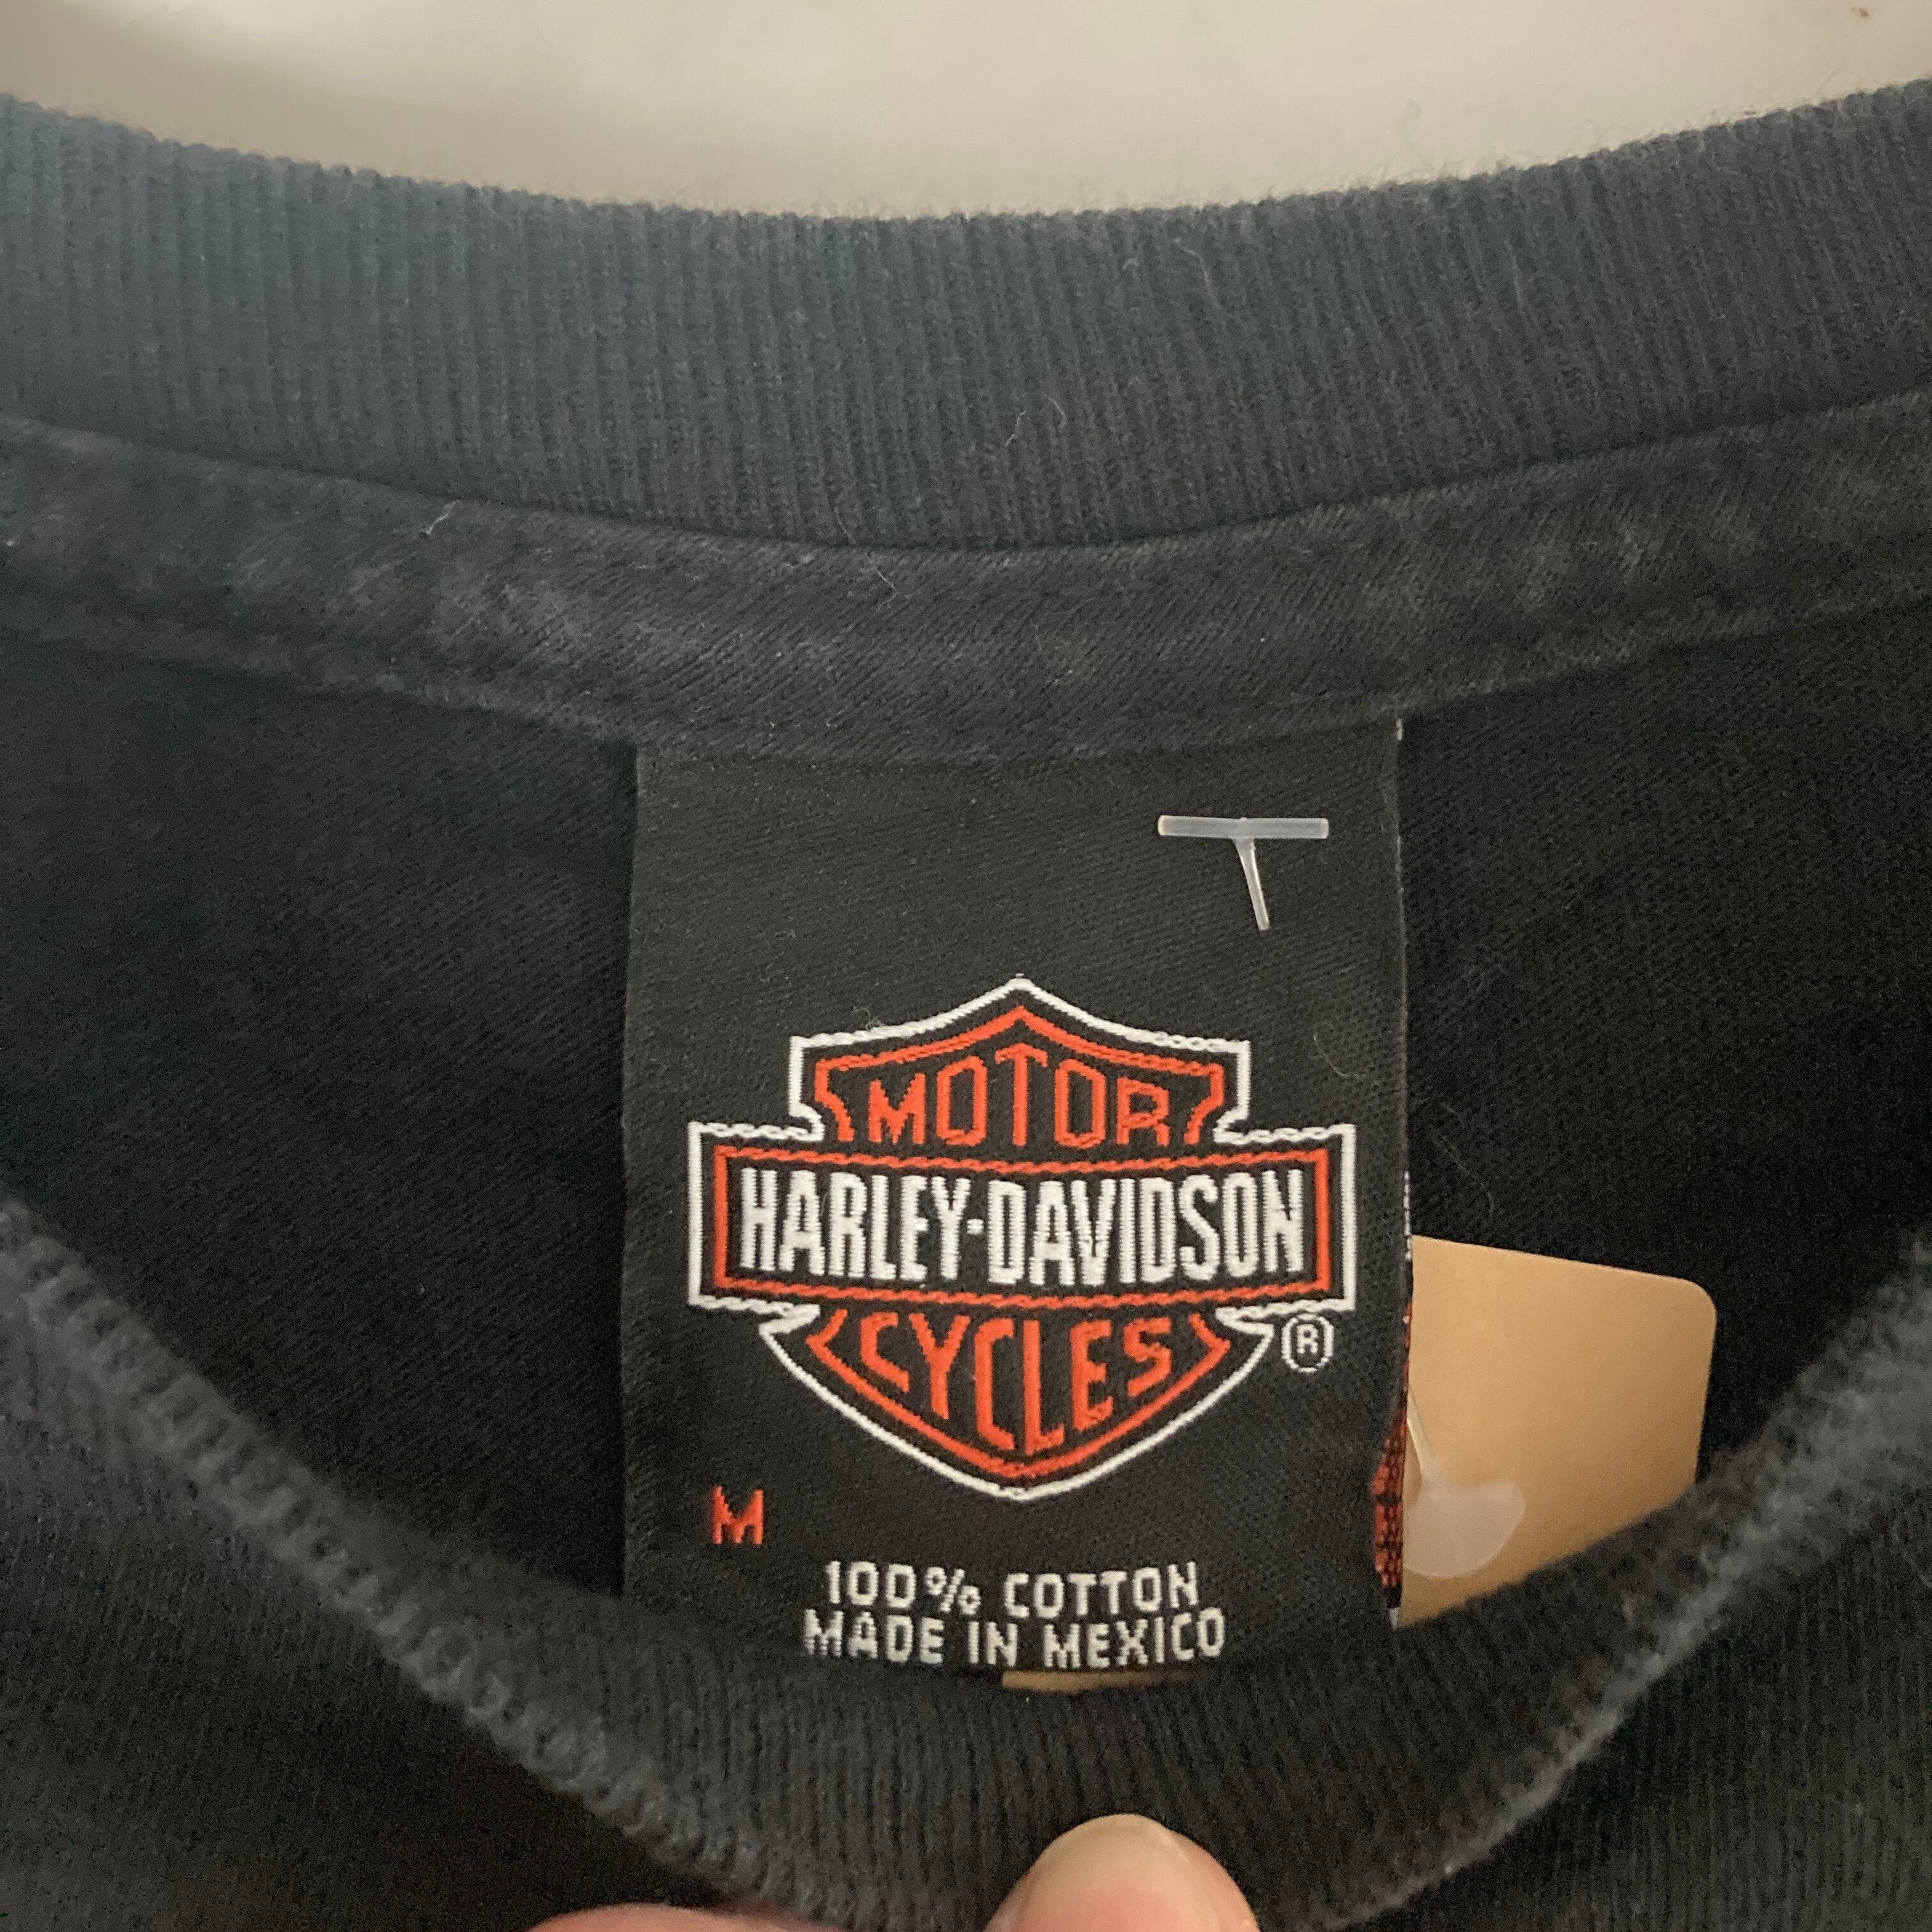 MOTOR
HARLEY-DAVIDSON
CYCLES
®
M
100% COTTON
MADE IN MEXICO